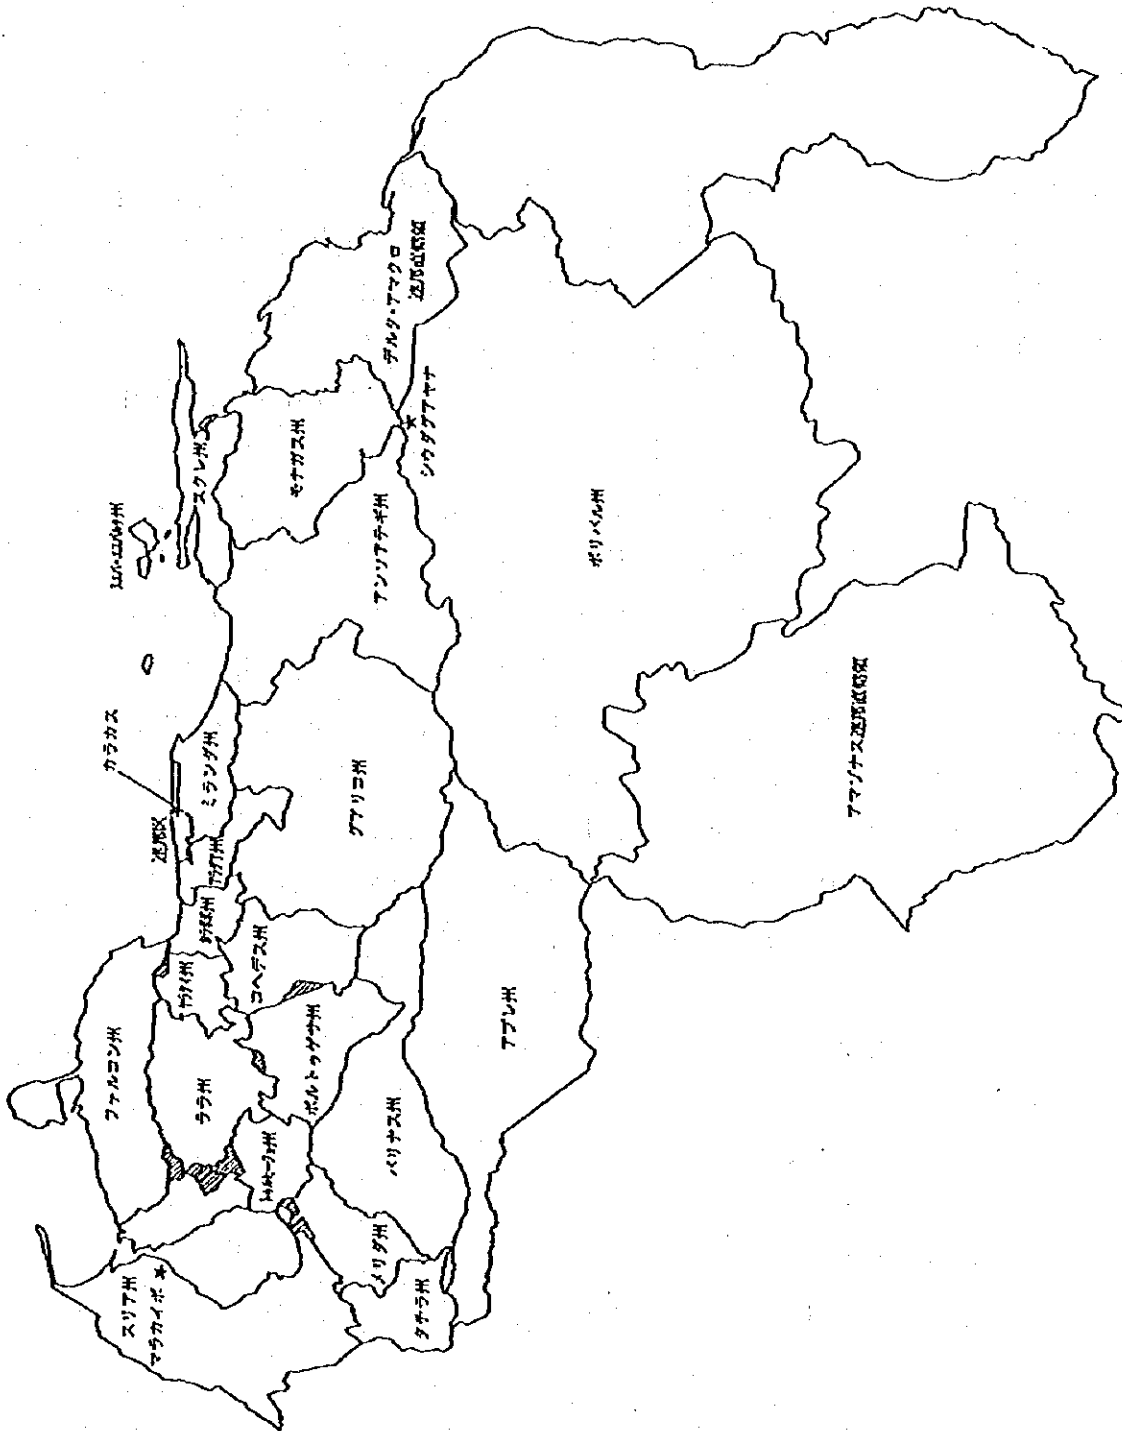 スリア州
マラカイボ
ファルコン州
ララ州
タチラ州
メリダ州
バリナス州
ポルトゥゲサ州
コヘデス州
アプレ州
カラカス
連邦区
ミランダ州
グアリコ州
アンソアテギ州
スクレ州
モナガス州
デルタ・アマクロ
連邦直轄領
シウダグアヤナ
ボリバル州
アマゾナス連邦直轄領